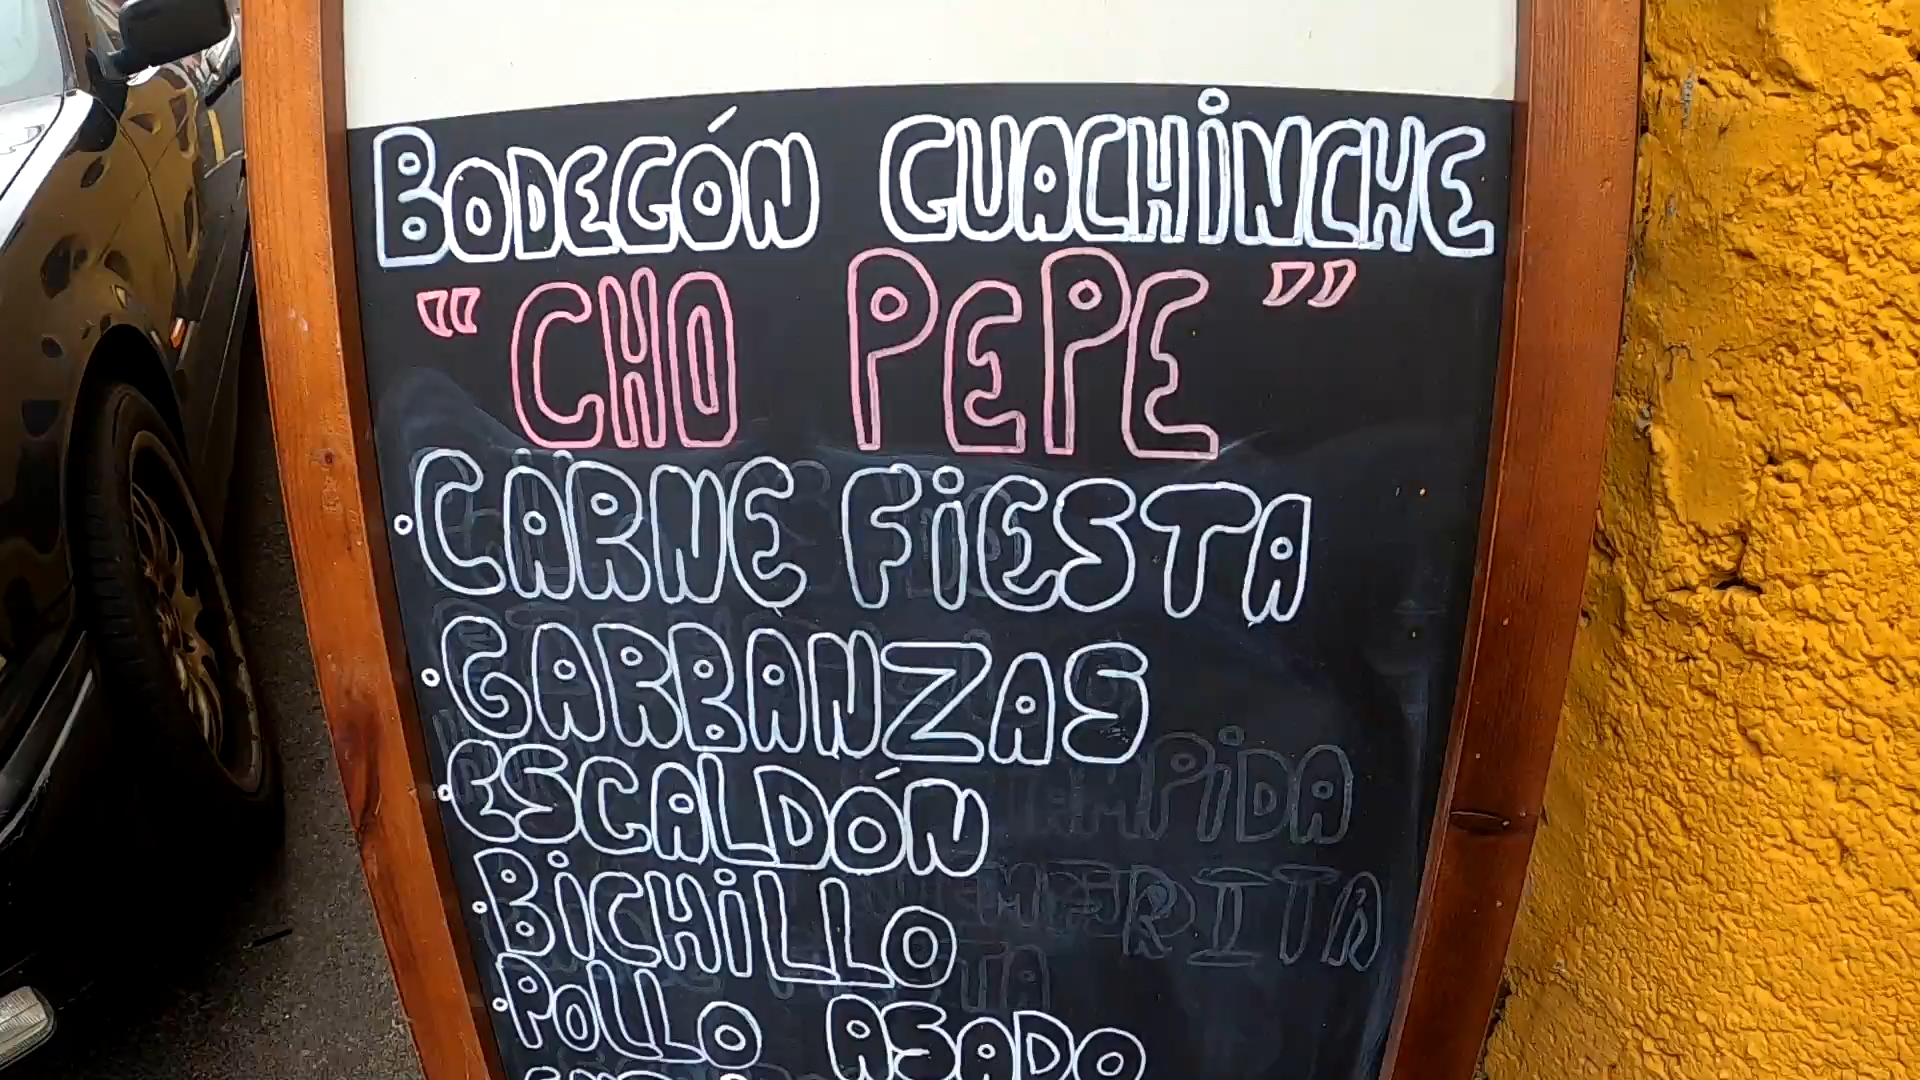 BODEGÓN GUACHINCHE
"CHO PEPE"
• CARNE FIESTA
• GARBANZAS
• ESCALDÓN
• BICHILLO
• POLLO ASADO